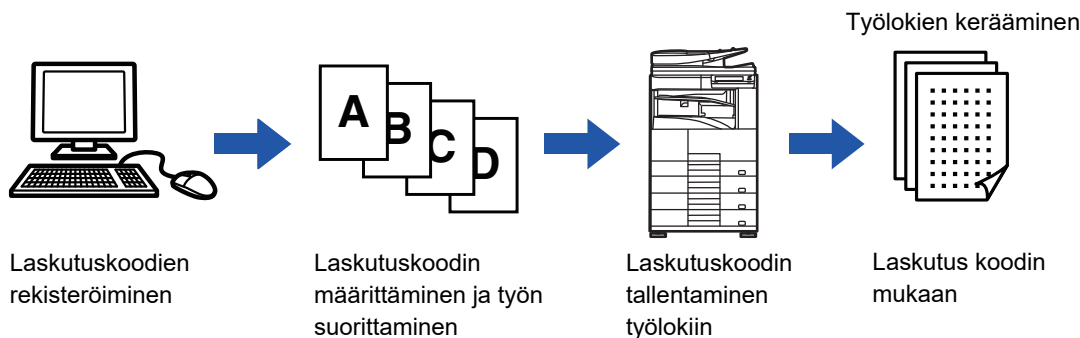 Työlokien kerääminen
A
B
C
D
Laskutuskoodien
rekisteröiminen
Laskutuskoodin
määrittäminen ja työn
suorittaminen
Laskutuskoodin
tallentaminen
työlokiin
Laskutus koodin
mukaan